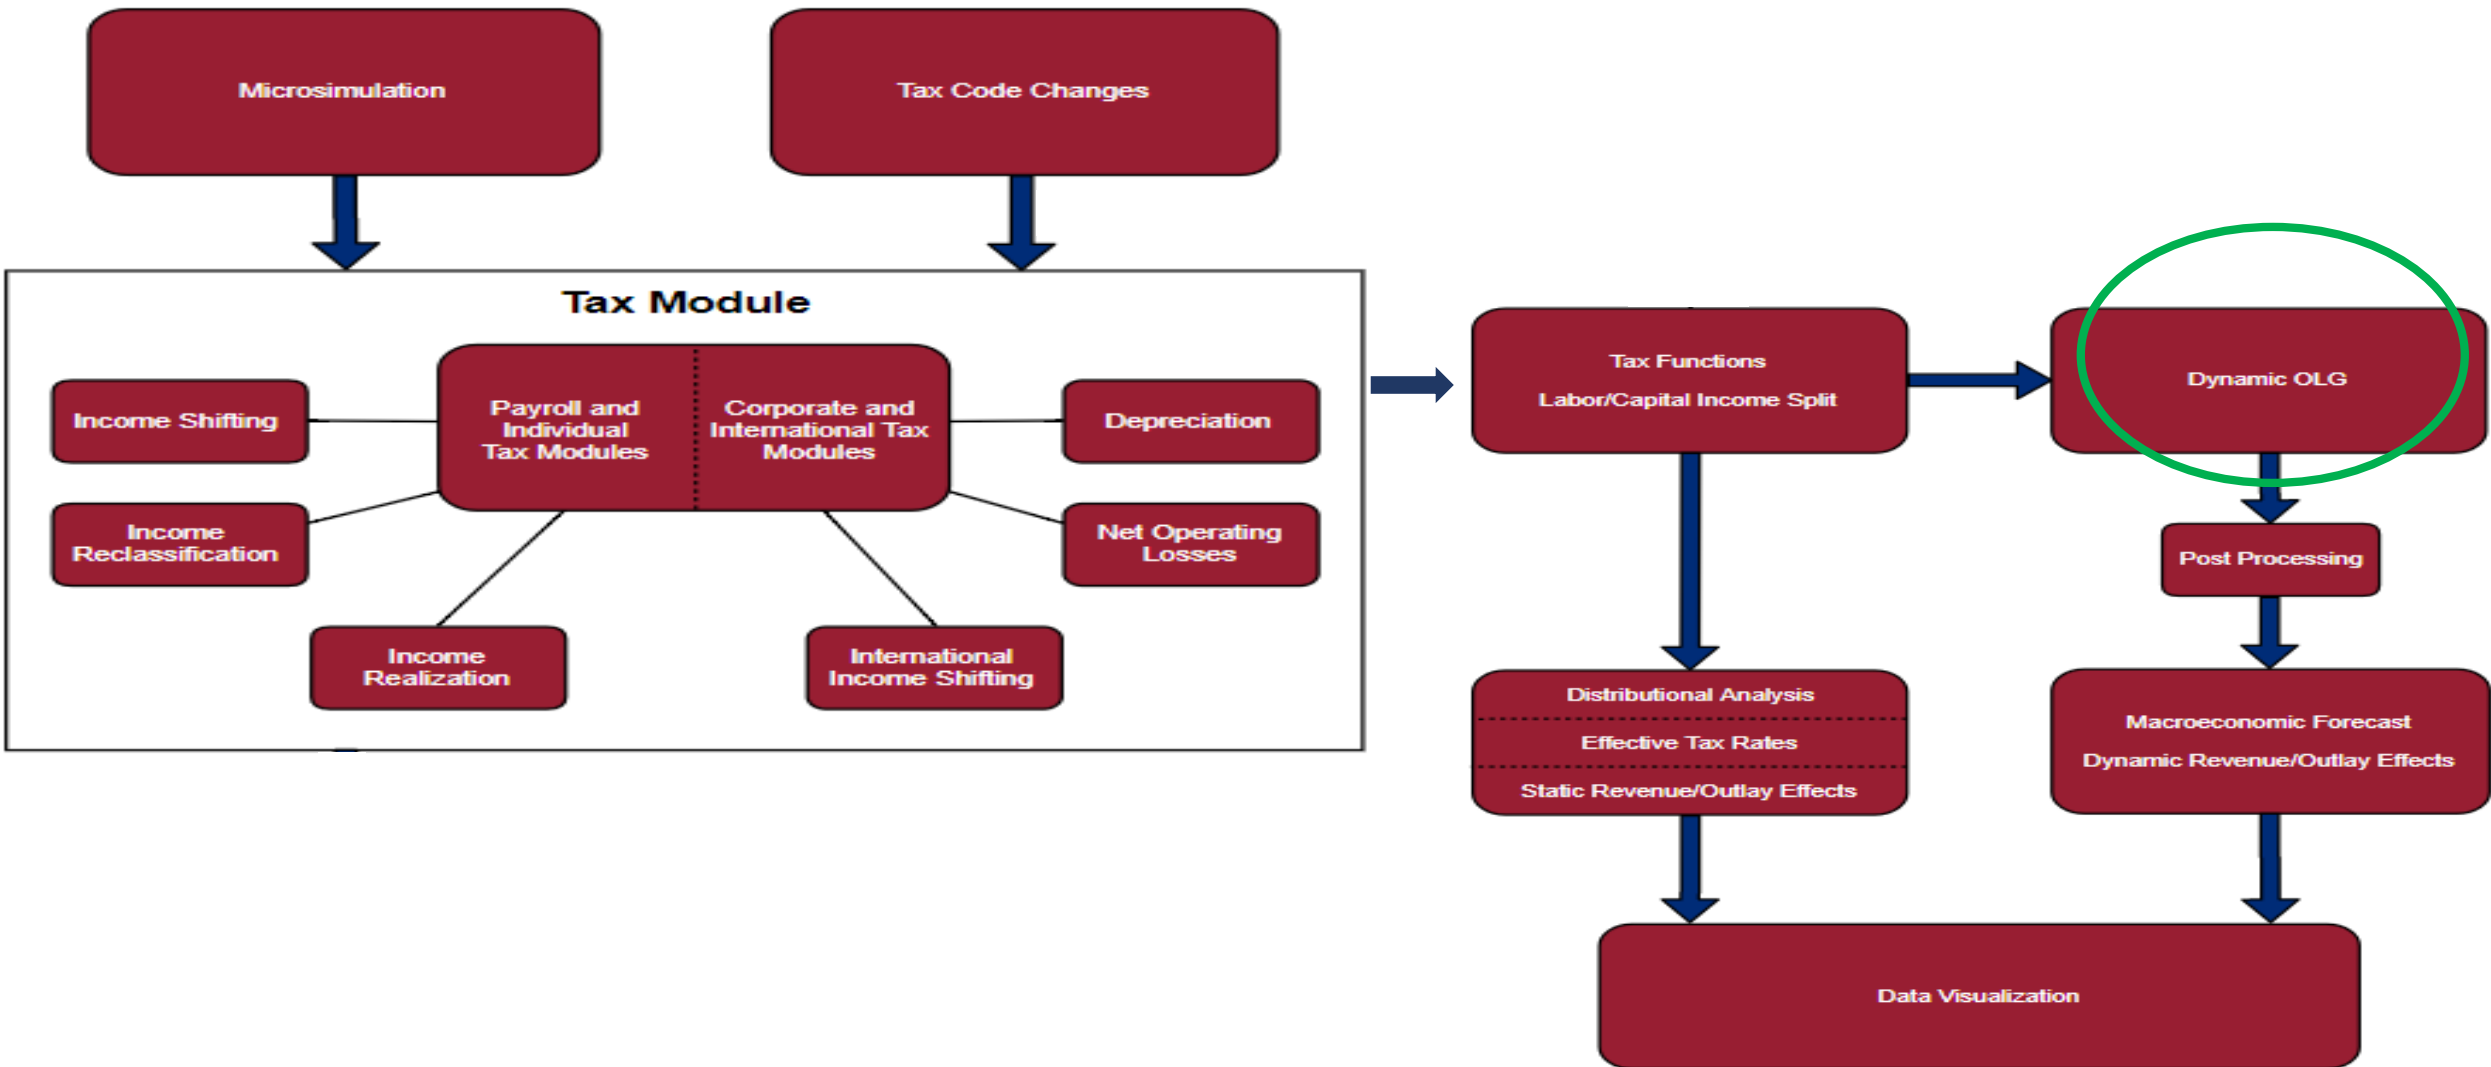 Microsimulation
Tax Code Changes
Tax Module
Income Shifting
Payroll and
Individual
Tax Modules
Corporate and
International Tax
Modules
Depreciation
Income
Reclassification
Net Operating
Losses
Income
Realization
International
Income Shifting
Tax Functions
Labor/Capital Income Split
Dynamic OLG
Post Processing
Distributional Analysis
Effective Tax Rates
Static Revenue/Outlay Effects
Macroeconomic Forecast
Dynamic Revenue/Outlay Effects
Data Visualization